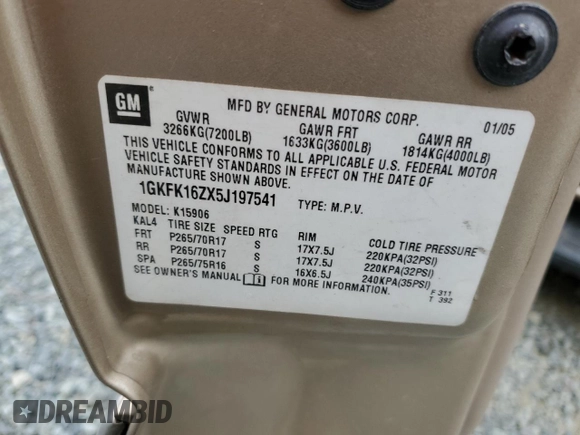 GM
MFD BY GENERAL MOTORS CORP. 01/05
GVWR GAWR FRT GAWR RR
3266KG(7200LB) 1633KG(3600LB) 1814KG(4000LB)
THIS VEHICLE CONFORMS TO ALL APPLICABLE U.S. FEDERAL MOTOR
VEHICLE SAFETY STANDARDS IN EFFECT ON THE DATE OF
MANUFACTURE SHOWN ABOVE.
1GKFK16ZX5J197541 TYPE: M.P.V.
MODEL: K15906
KAL4 TIRE SIZE SPEED RTG RIM COLD TIRE PRESSURE
FRT P265/70R17 S 17X7.5J 220KPA(32PSI)
RR P265/70R17 S 17X7.5J 220KPA(32PSI)
SPA P265/75R16 S 16X6.5J 240KPA(35PSI)
SEE OWNER'S MANUAL FOR MORE INFORMATION.
F 311
T 392
DREAMBID